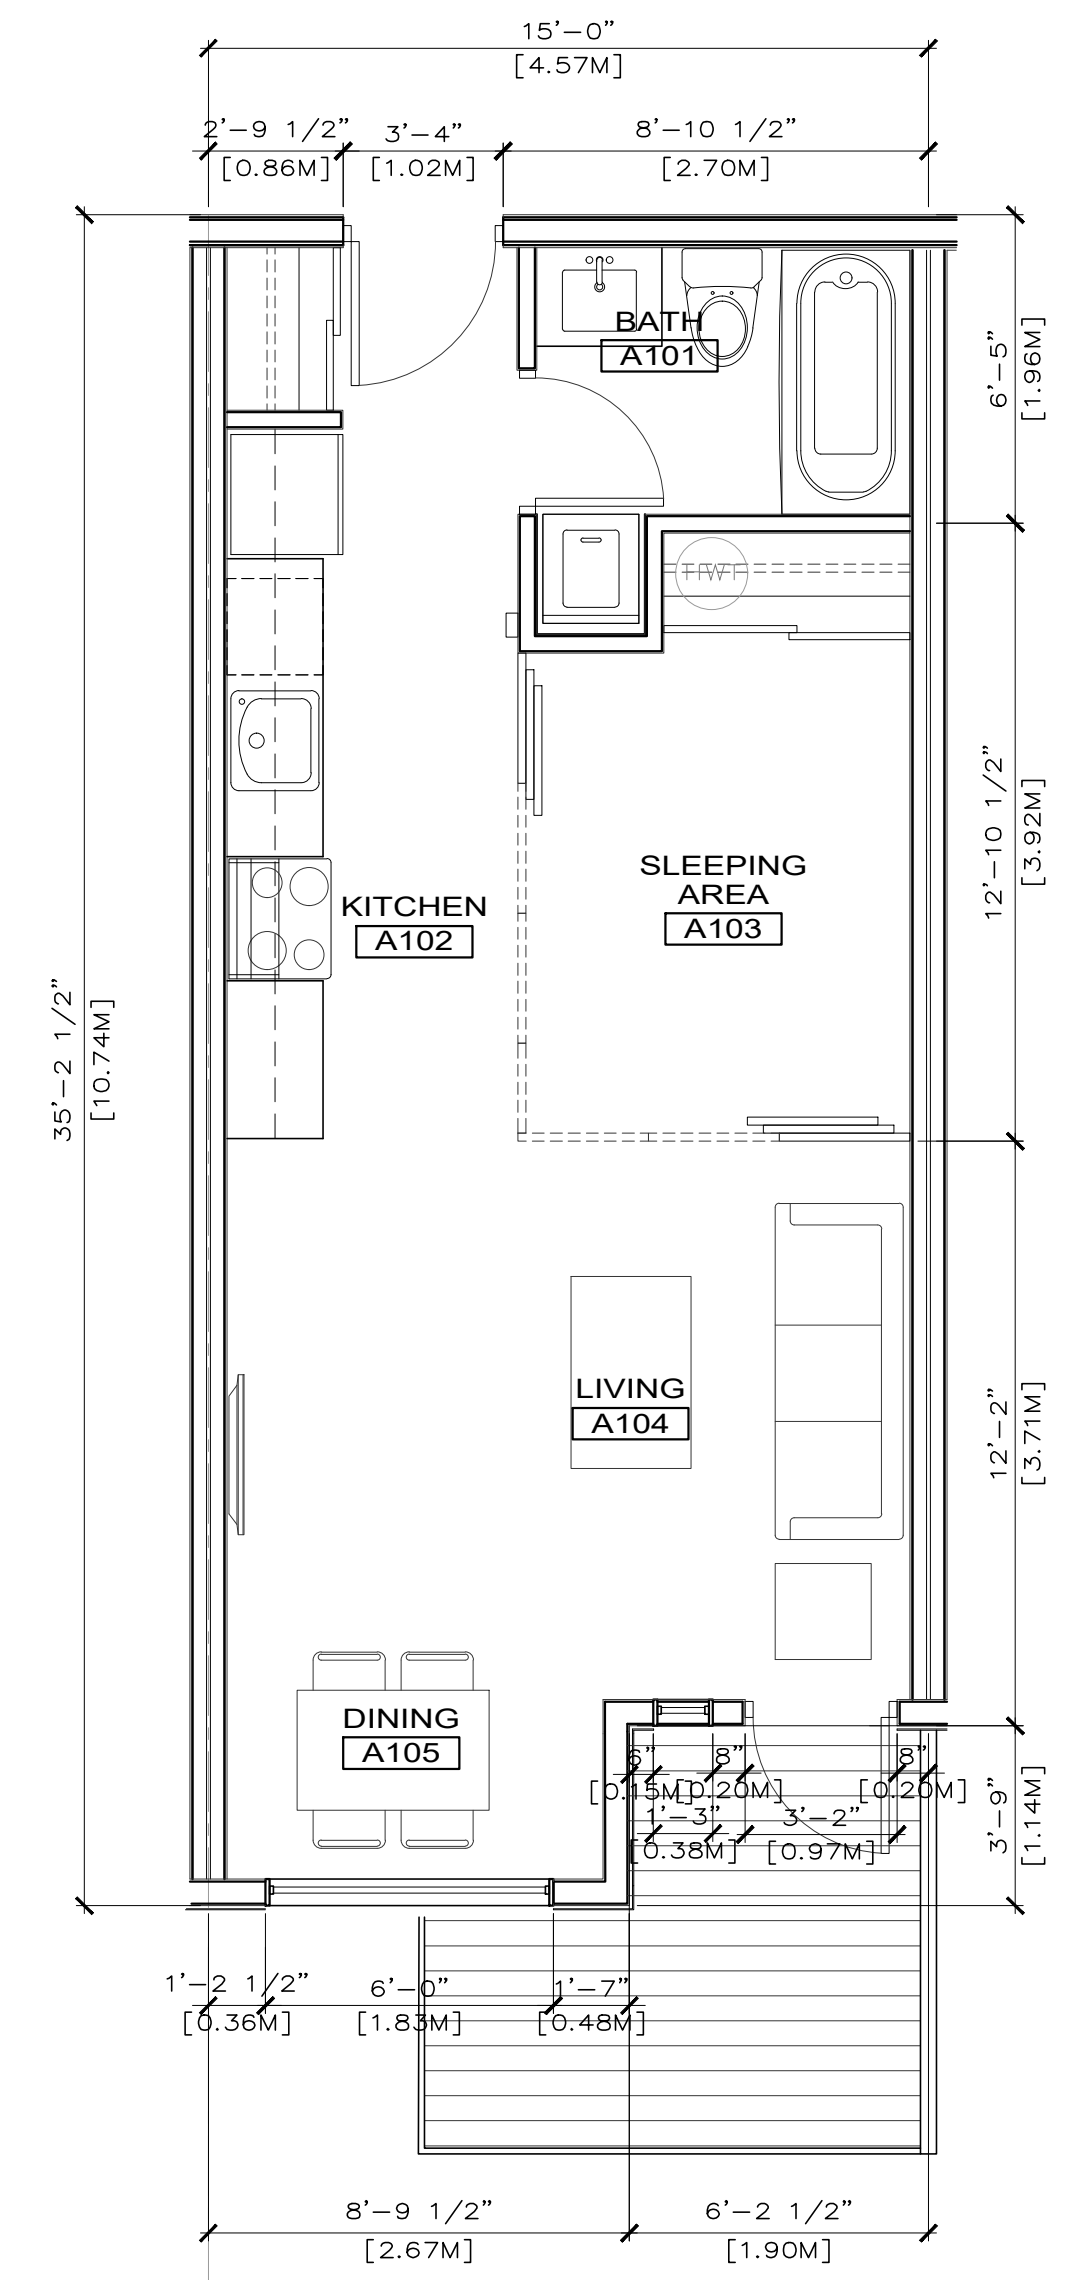 15'-0"
[4.57M]
2'-9 1/2"
[0.86M]
3'-4"
[1.02M]
8'-10 1/2"
[2.70M]
BATH
A101
6'-5"
[1.96M]
HWT
12'-10 1/2"
[3.92M]
SLEEPING
AREA
A103
KITCHEN
A102
35'-2 1/2"
[10.74M]
LIVING
A104
12'-2"
[3.71M]
DINING
A105
6"
[0.15M]
8"
[0.20M]
8"
[0.20M]
1'-3"
[0.38M]
3'-2"
[0.97M]
3'-9"
[1.14M]
1'-2 1/2"
[0.36M]
6'-0"
[1.83M]
1'-7"
[0.48M]
8'-9 1/2"
[2.67M]
6'-2 1/2"
[1.90M]